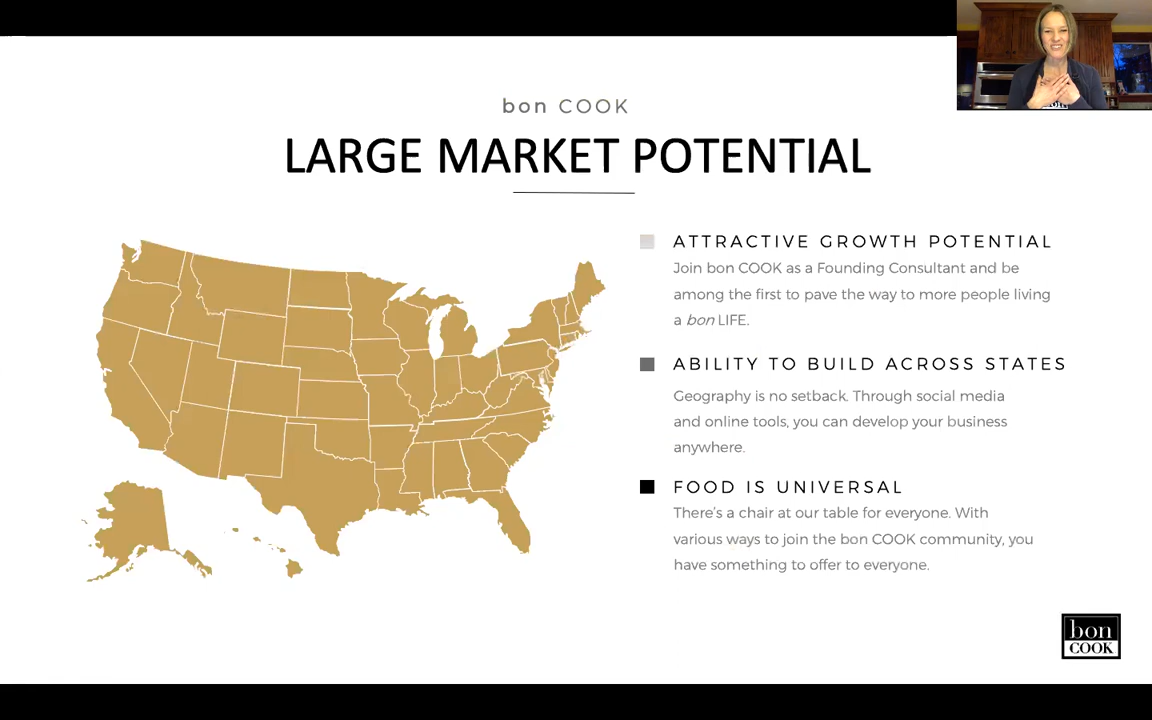 bon COOK
LARGE MARKET POTENTIAL
ATTRACTIVE GROWTH POTENTIAL
Join bon COOK as a Founding Consultant and be
among the first to pave the way to more people living
a bon LIFE.
ABILITY TO BUILD ACROSS STATES
Geography is no setback. Through social media
and online tools, you can develop your business
anywhere.
FOOD IS UNIVERSAL
There's a chair at our table for everyone. With
various ways to join the bon COOK community, you
have something to offer to everyone.
bon
COOK